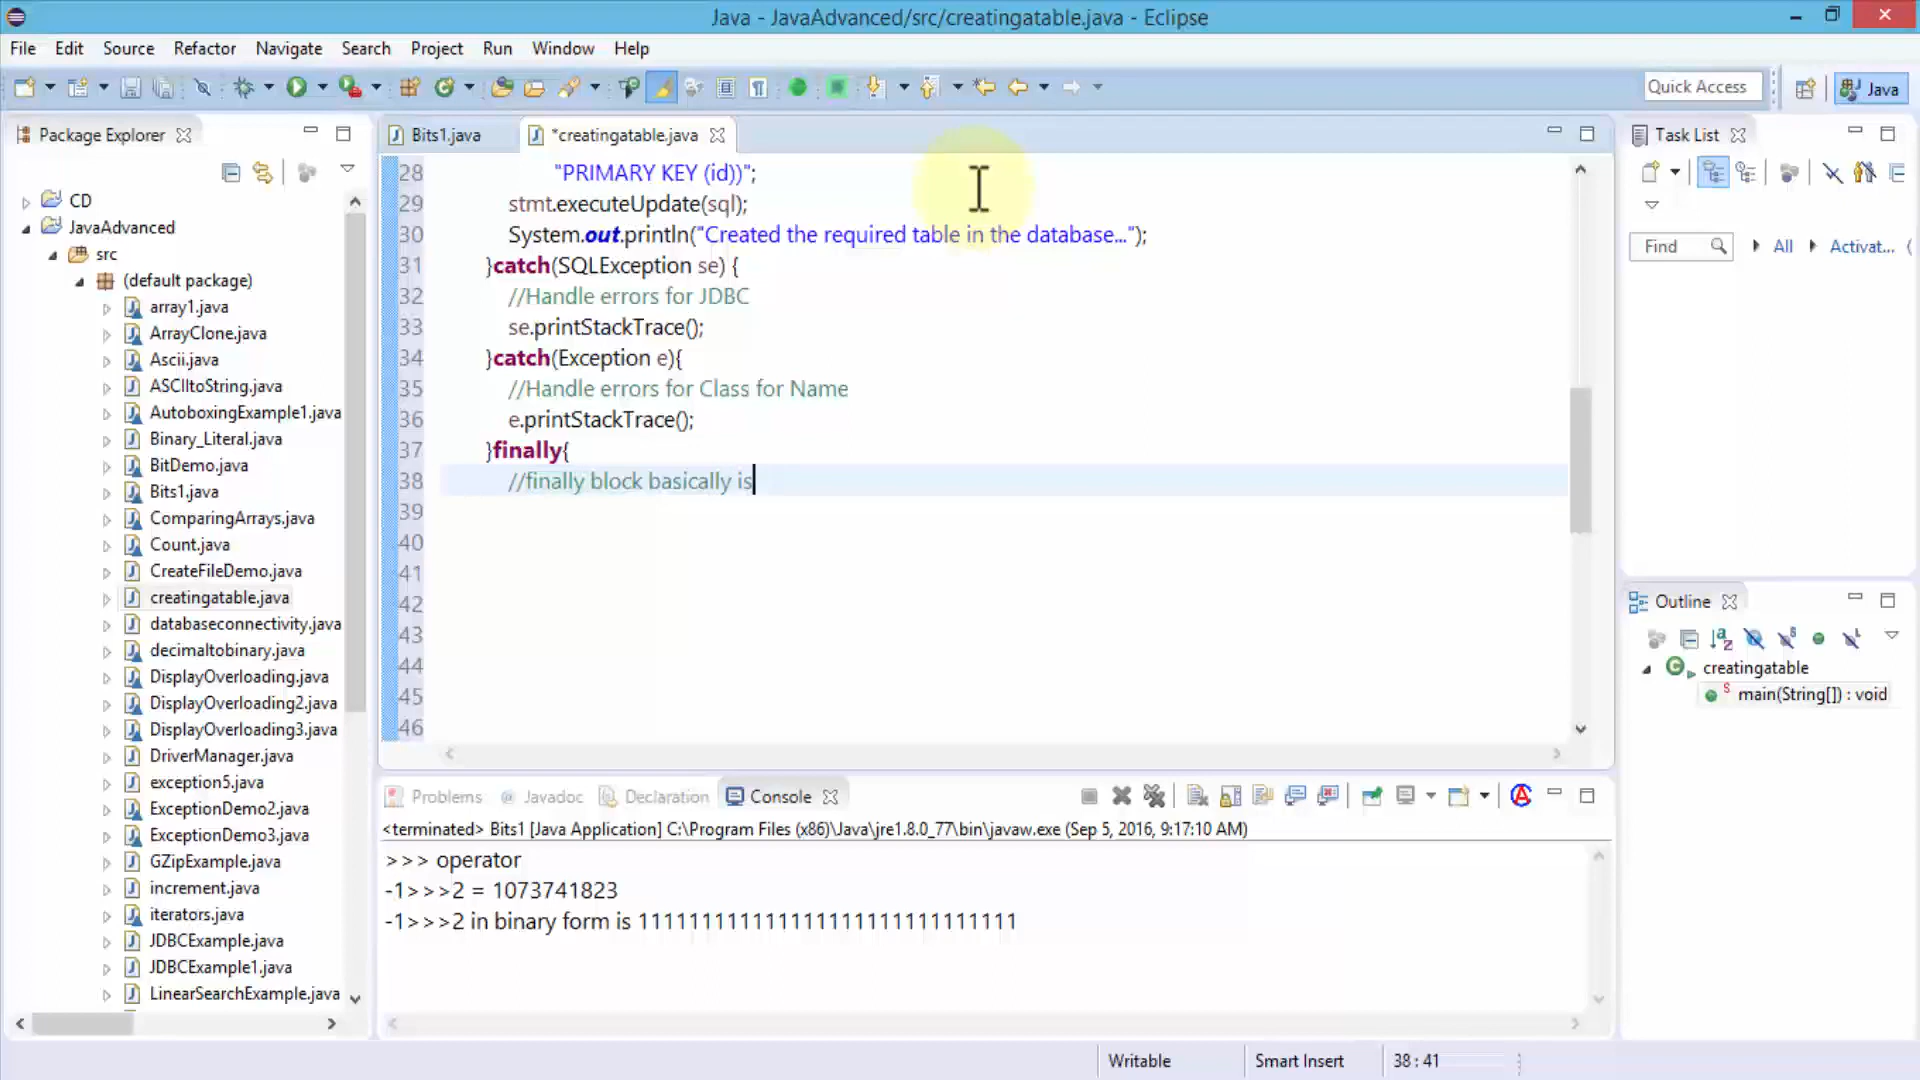 Java - JavaAdvanced/src/creatingatable.java - Eclipse
File Edit Source Refactor Navigate Search Project Run Window Help
Quick Access
Java
Package Explorer
CD
JavaAdvanced
src
(default package)
array1.java
ArrayClone.java
Ascii.java
ASCIItoString.java
AutoboxingExample1.java
Binary_Literal.java
BitDemo.java
Bits1.java
ComparingArrays.java
Count.java
CreateFileDemo.java
creatingatable.java
databaseconnectivity.java
decimaltobinary.java
DisplayOverloading.java
DisplayOverloading2.java
DisplayOverloading3.java
DriverManager.java
exception5.java
ExceptionDemo2.java
ExceptionDemo3.java
GZipExample.java
increment.java
iterators.java
JDBCExample.java
JDBCExample1.java
LinearSearchExample.java
Bits1.java *creatingatable.java
28 "PRIMARY KEY (id))";
29 stmt.executeUpdate(sql);
30 System.out.println("Created the required table in the database...");
31 }catch(SQLException se) {
32 //Handle errors for JDBC
33 se.printStackTrace();
34 }catch(Exception e){
35 //Handle errors for Class for Name
36 e.printStackTrace();
37 }finally{
38 //finally block basically is
39
40
41
42
43
44
45
46
Problems Javadoc Declaration Console
<terminated> Bits1 [Java Application] C:\Program Files (x86)\Java\jre1.8.0_77\bin\javaw.exe (Sep 5, 2016, 9:17:10 AM)
>>> operator
-1>>>2 = 1073741823
-1>>>2 in binary form is 111111111111111111111111111111
Task List
Find All Activat...
Outline
creatingatable
main(String[]) : void
Writable Smart Insert 38 : 41